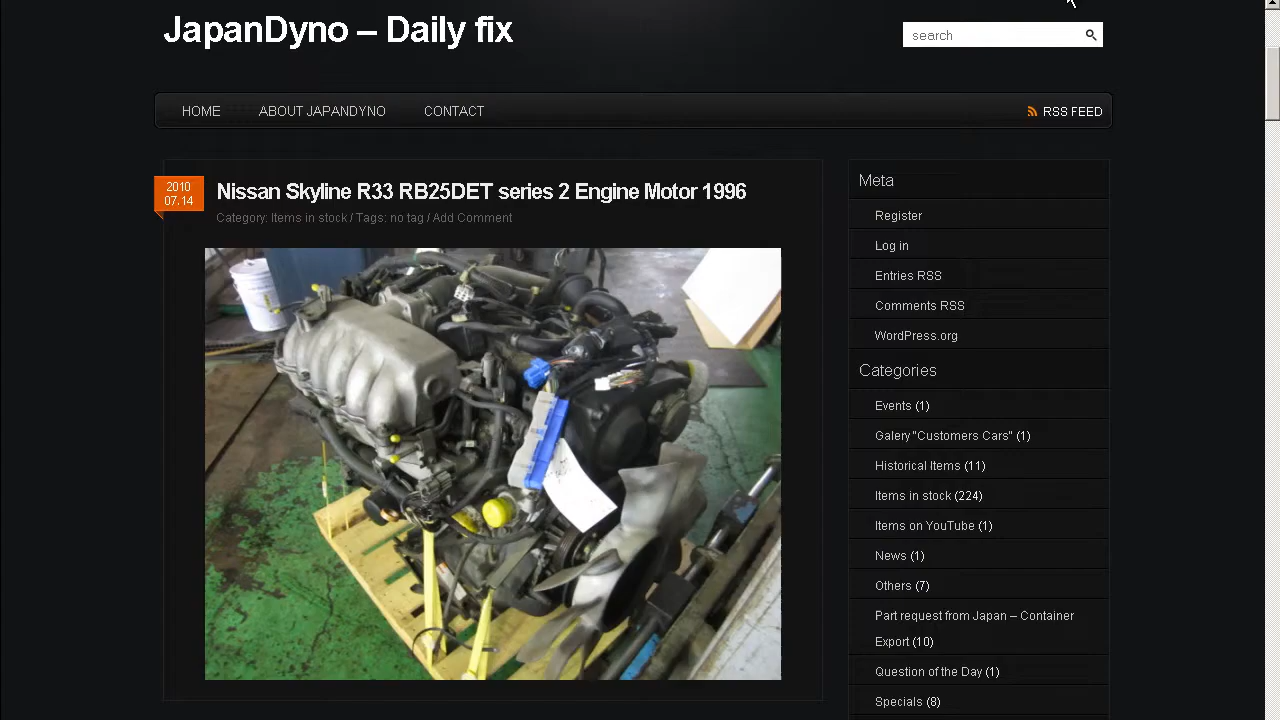 JapanDyno – Daily fix
search
HOME
ABOUT JAPANDYNO
CONTACT
RSS FEED
2010
07.14
Nissan Skyline R33 RB25DET series 2 Engine Motor 1996
Category: Items in stock / Tags: no tag / Add Comment
Meta
Register
Log in
Entries RSS
Comments RSS
WordPress.org
Categories
Events (1)
Galery "Customers Cars" (1)
Historical Items (11)
Items in stock (224)
Items on YouTube (1)
News (1)
Others (7)
Part request from Japan – Container
Export (10)
Question of the Day (1)
Specials (8)